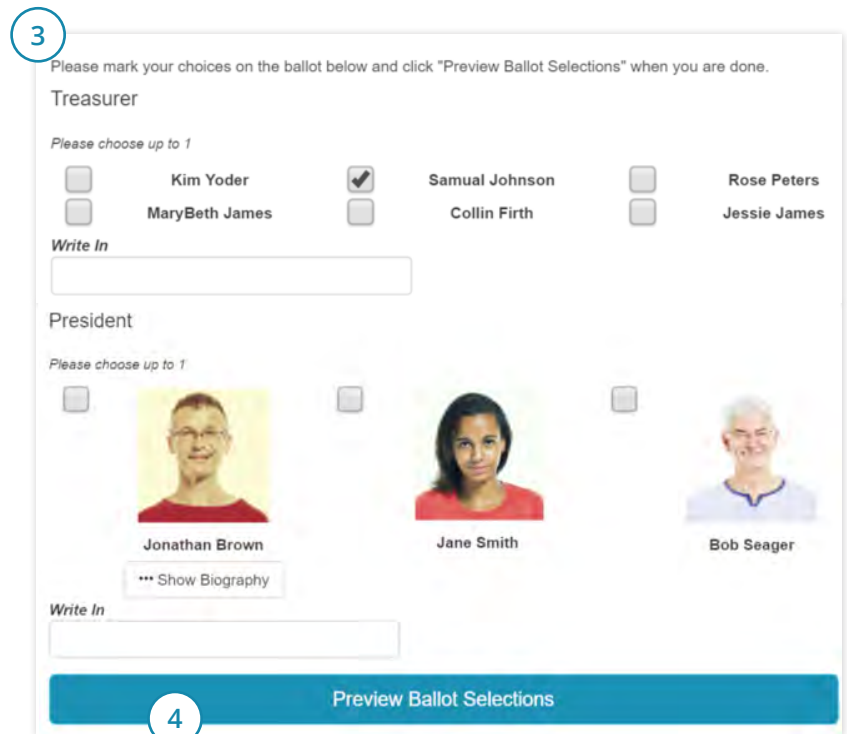 3
Please mark your choices on the ballot below and click "Preview Ballot Selections" when you are done.
Treasurer
Please choose up to 1
Kim Yoder Samual Johnson Rose Peters
MaryBeth James Collin Firth Jessie James
Write In
President
Please choose up to 1
Jonathan Brown Jane Smith Bob Seager
••• Show Biography
Write In
Preview Ballot Selections
4